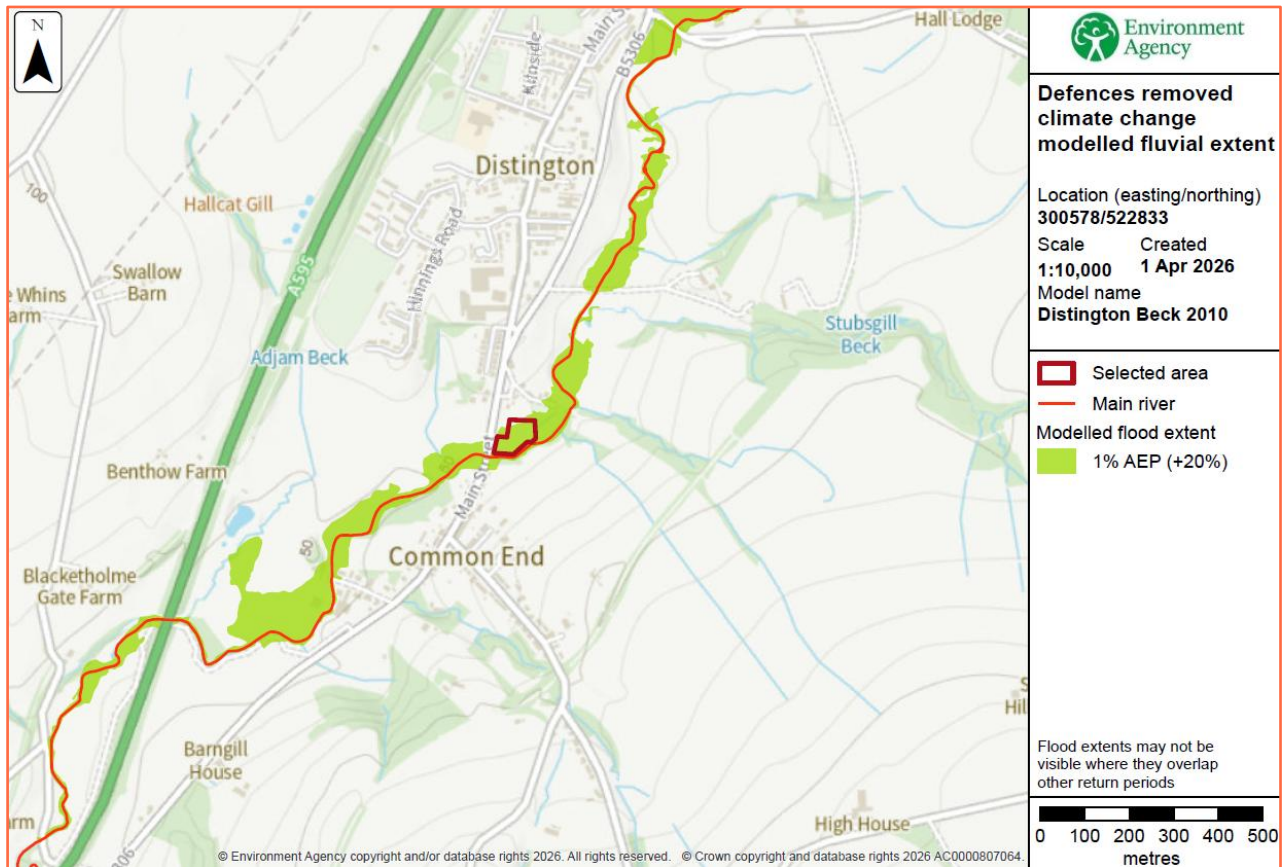 N
Hall Lodge
Main Street
Kilnside
B5306
Distington
100
Hallcat Gill
A595
Hinnings Road
Swallow
Barn
e Whins
arm
Adjam Beck
Stubsgill
Beck
50
Main Street
Benthow Farm
50
Common End
Blacketholme
Gate Farm
Barngill
House
High House
S
Hil
arm
306
© Environment Agency copyright and/or database rights 2026. All rights reserved. © Crown copyright and database rights 2026 AC0000807064.
Environment
Agency
Defences removed
climate change
modelled fluvial extent
Location (easting/northing)
300578/522833
Scale Created
1:10,000 1 Apr 2026
Model name
Distington Beck 2010
Selected area
Main river
Modelled flood extent
1% AEP (+20%)
Flood extents may not be
visible where they overlap
other return periods
0 100 200 300 400 500
metres